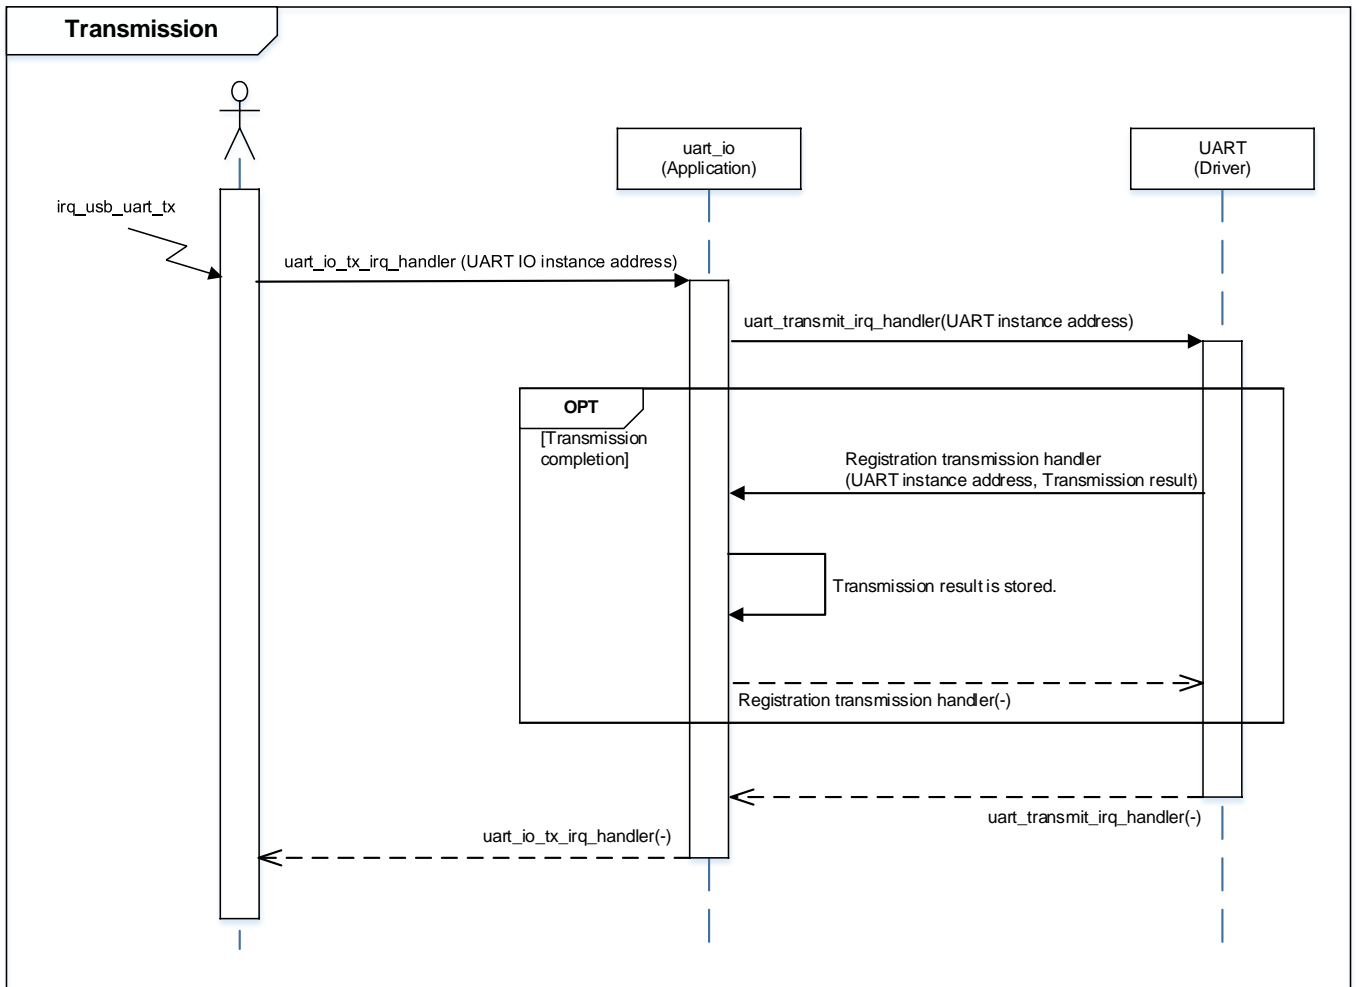 Transmission
uart_io
(Application)
UART
(Driver)
irq_usb_uart_tx
uart_io_tx_irq_handler (UART IO instance address)
uart_transmit_irq_handler(UART instance address)
OPT
[Transmission
completion]
Registration transmission handler
(UART instance address, Transmission result)
Transmission result is stored.
Registration transmission handler(-)
uart_transmit_irq_handler(-)
uart_io_tx_irq_handler(-)